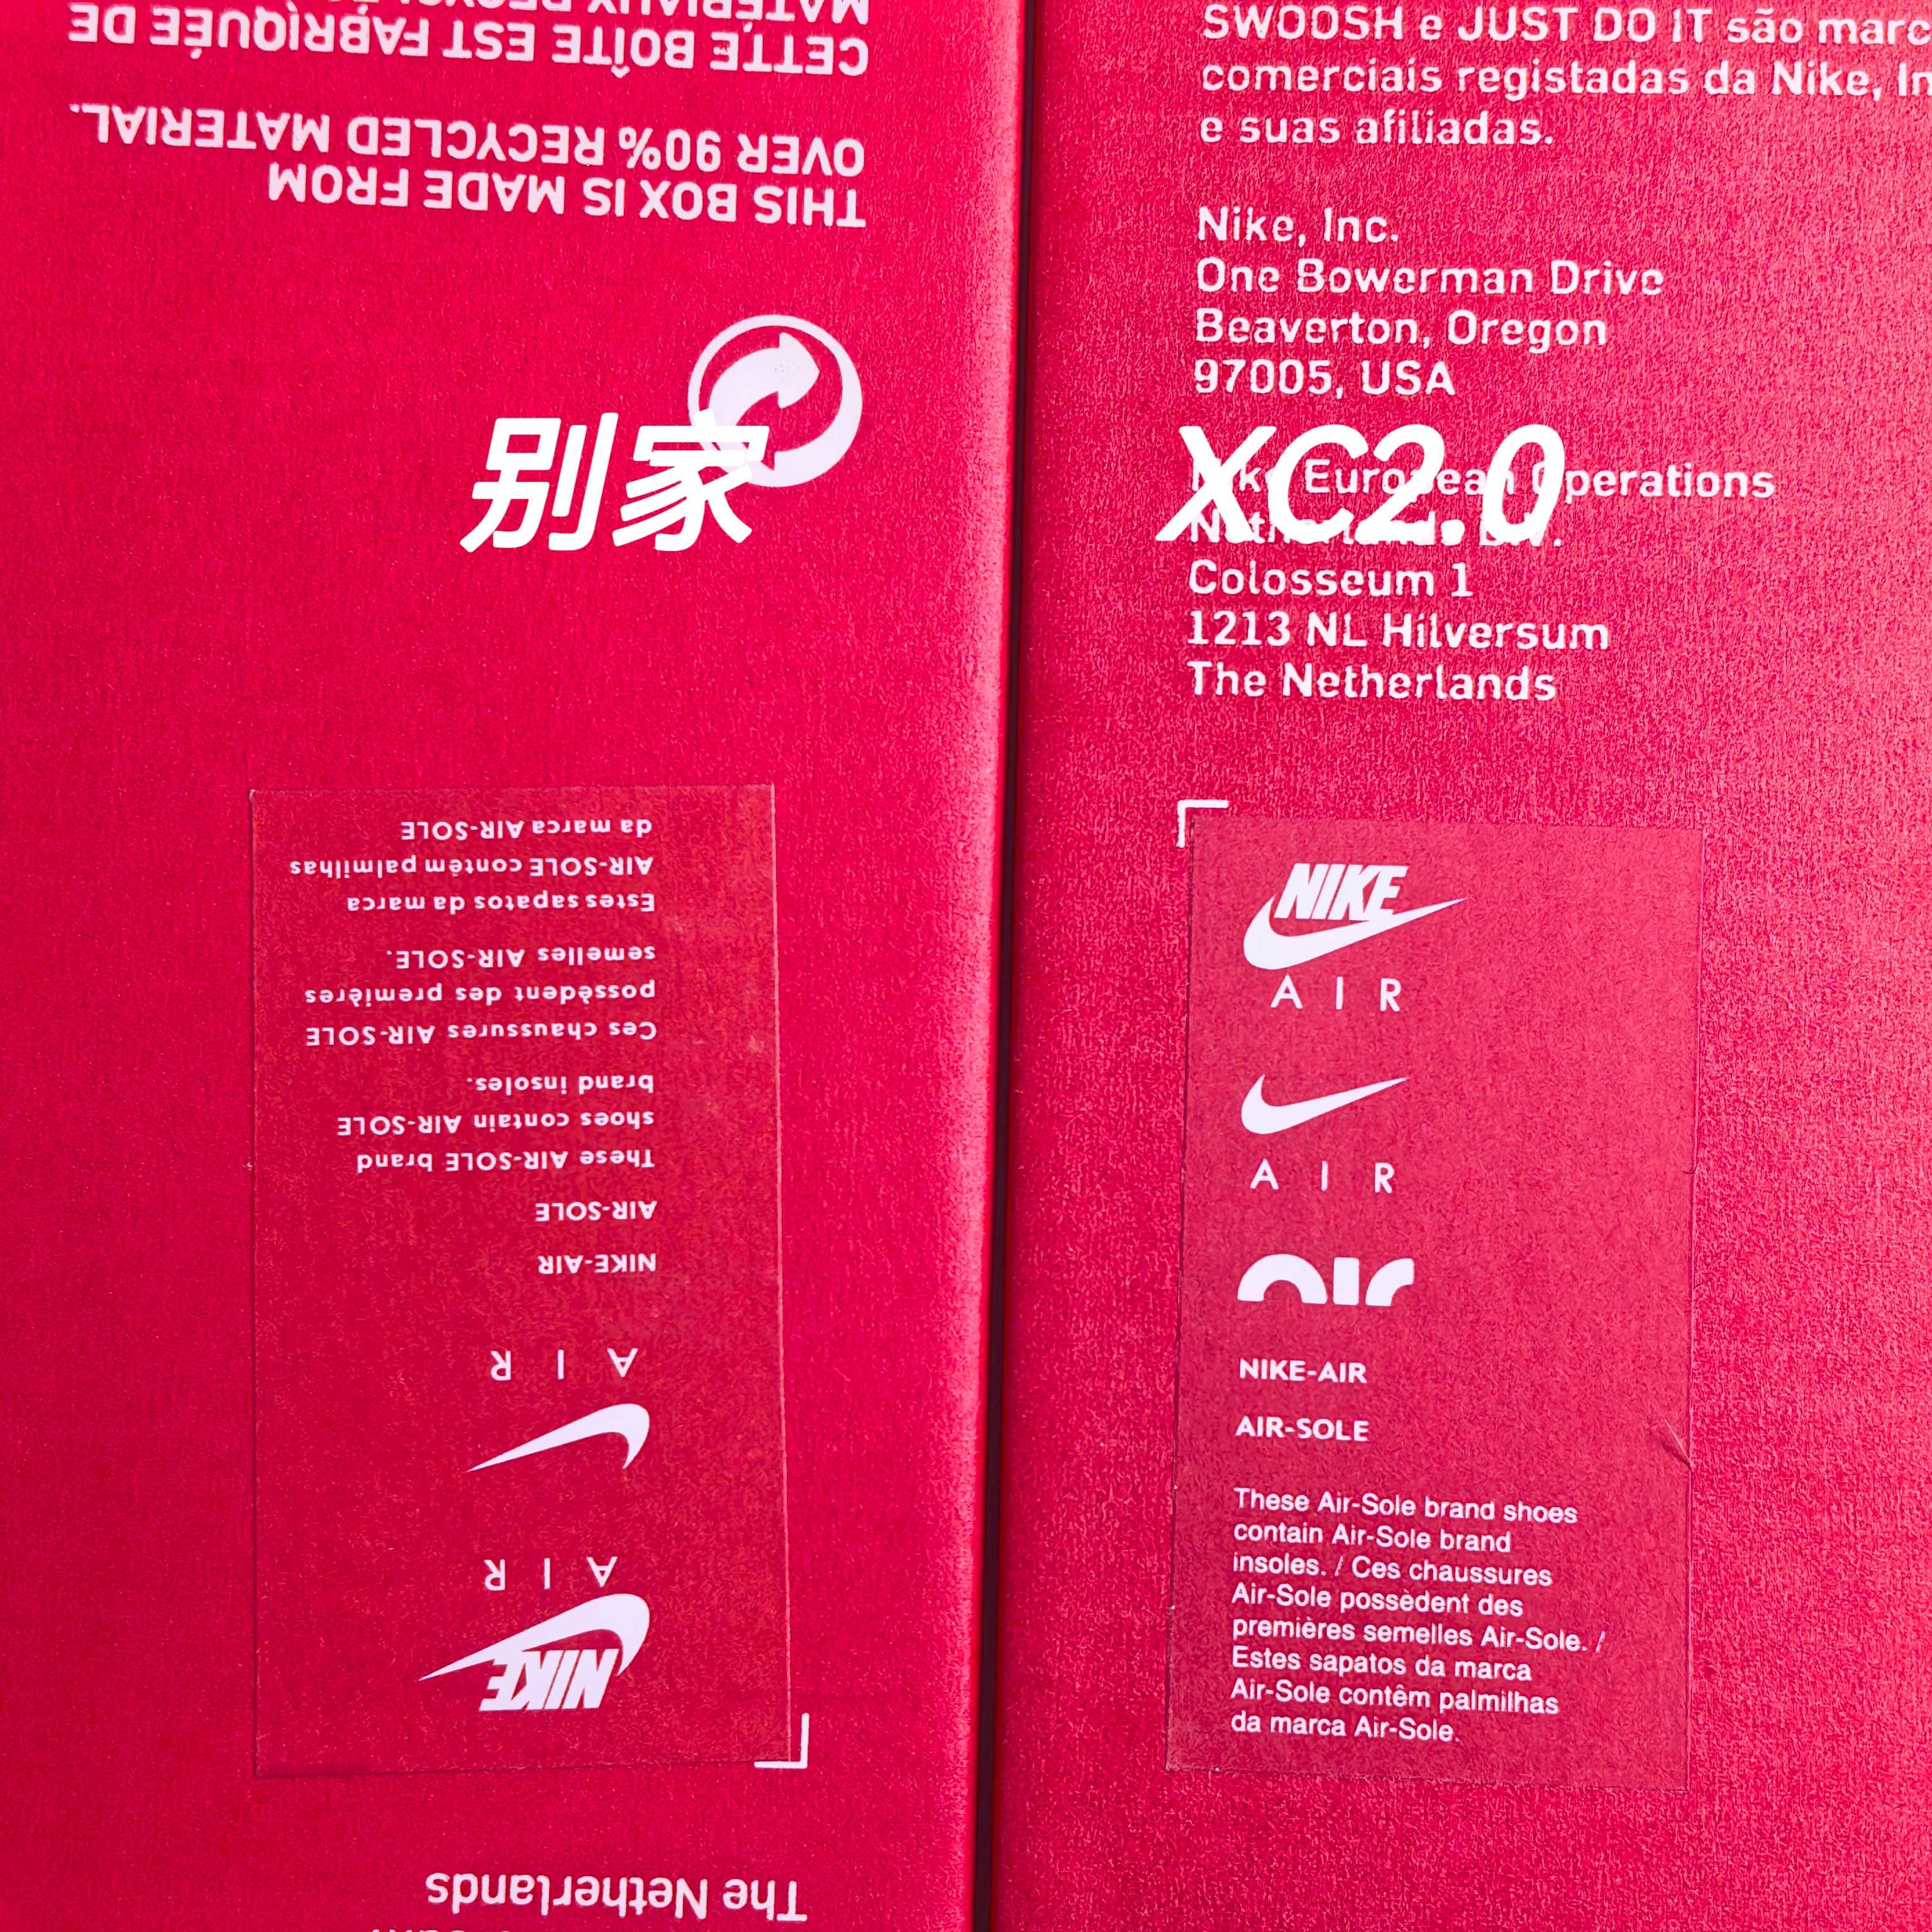 MATÉRIAUX
CETTE BOÎTE EST FABRIQUÉE DE
OVER 90% RECYCLED MATERIAL.
THIS BOX IS MADE FROM
别家
da marca AIR-SOLE
AIR-SOLE contêm palmilhas
Estes sapatos da marca
semelles AIR-SOLE.
possèdent des premières
Ces chaussures AIR-SOLE
brand insoles.
shoes contain AIR-SOLE
These AIR-SOLE brand
AIR-SOLE
NIKE-AIR
AIR
AIR
NIKE
The Netherlands
SWOOSH e JUST DO IT são marc
comerciais registadas da Nike, In
e suas afiliadas.
Nike, Inc.
One Bowerman Drive
Beaverton, Oregon
97005, USA
XC2.0
Nike European Operations
Netherlands B.V.
Colosseum 1
1213 NL Hilversum
The Netherlands
NIKE
AIR
AIR
air
NIKE-AIR
AIR-SOLE
These Air-Sole brand shoes
contain Air-Sole brand
insoles. / Ces chaussures
Air-Sole possèdent des
premières semelles Air-Sole. /
Estes sapatos da marca
Air-Sole contêm palmilhas
da marca Air-Sole.